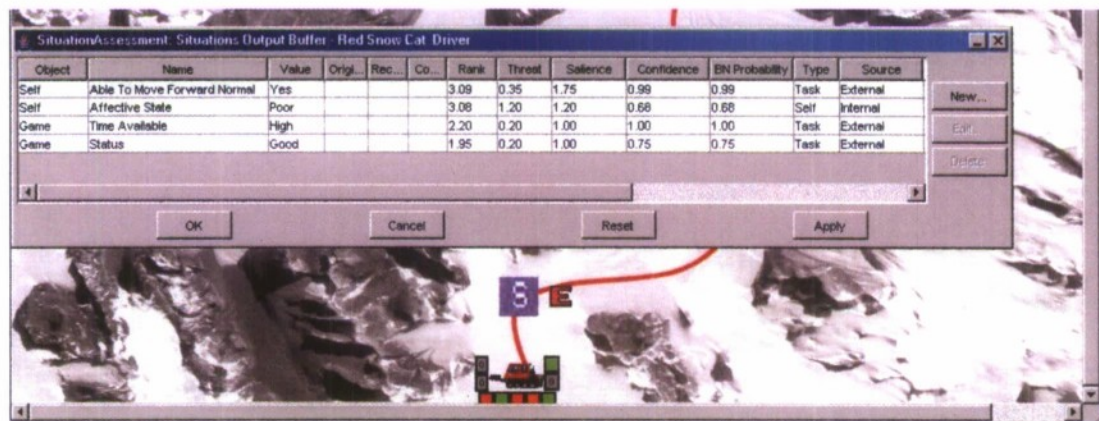 SituationAssessment: Situations Output Buffer - Red Snow Cat Driver
Object Name Value Origi... Rec... Co... Rank Threat Salience Confidence BN Probability Type Source
Self Able To Move Forward Normal Yes 3.09 0.35 1.75 0.99 0.99 Task External
Self Affective State Poor 3.08 1.20 1.20 0.68 0.68 Self Internal
Game Time Available High 2.20 0.20 1.00 1.00 1.00 Task External
Game Status Good 1.95 0.20 1.00 0.75 0.75 Task External
New...
Edit...
Delete
OK Cancel Reset Apply
S E